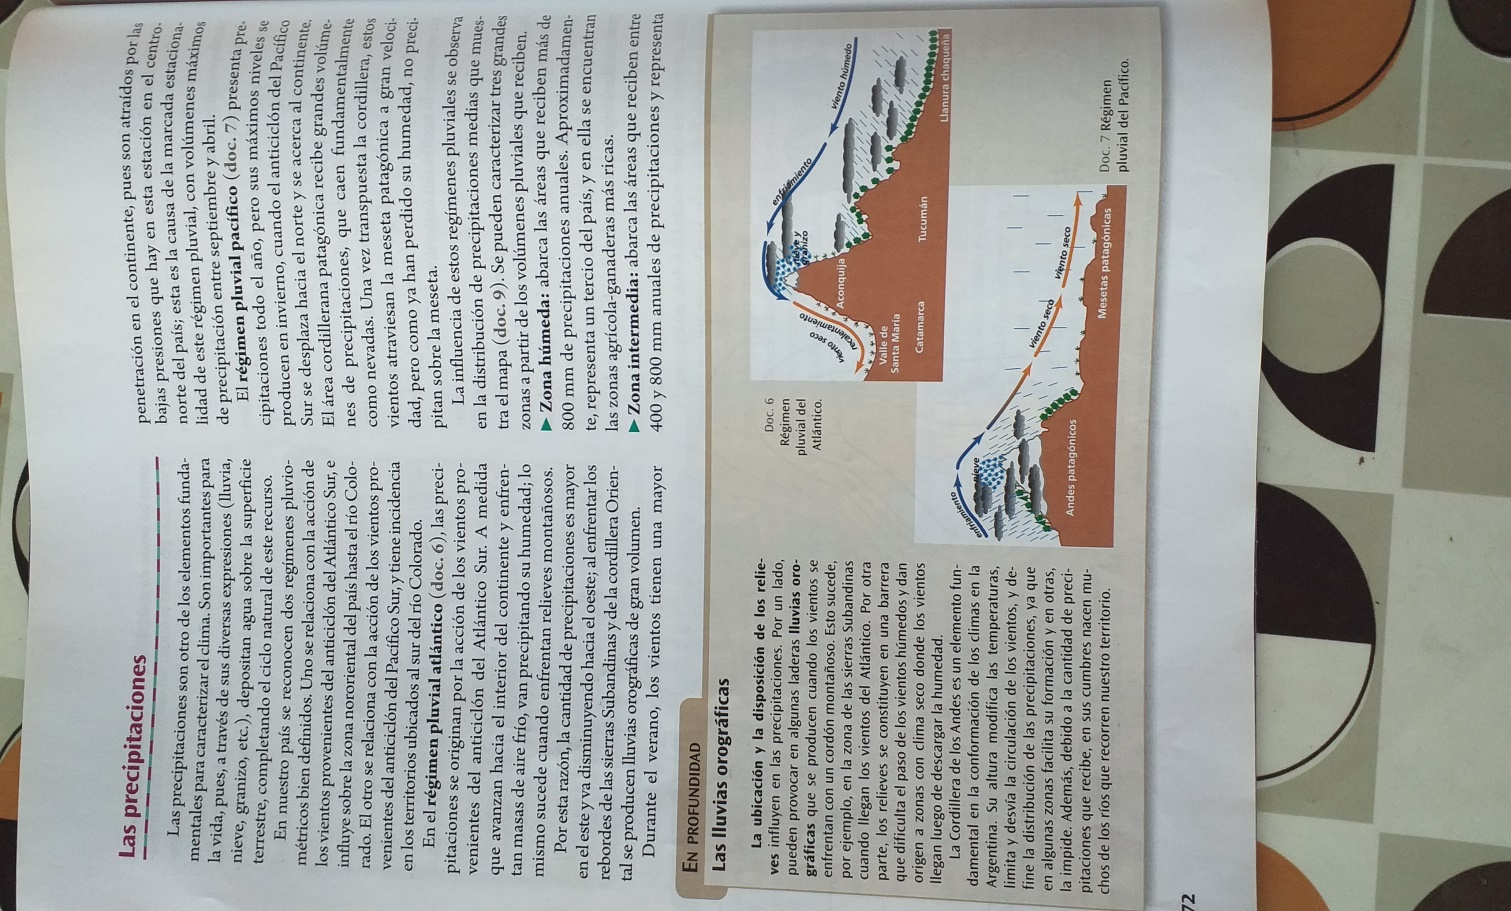 Las precipitaciones
Las precipitaciones son otro de los elementos funda-
mentales para caracterizar el clima. Son importantes para
la vida, pues, a través de sus diversas expresiones (lluvia,
nieve, granizo, etc.), depositan agua sobre la superficie
terrestre, completando el ciclo natural de este recurso.
En nuestro país se reconocen dos regímenes pluvio-
métricos bien definidos. Uno se relaciona con la acción de
los vientos provenientes del anticiclón del Atlántico Sur, e
influye sobre la zona nororiental del país hasta el río Colo-
rado. El otro se relaciona con la acción de los vientos pro-
venientes del anticiclón del Pacífico Sur, y tiene incidencia
en los territorios ubicados al sur del río Colorado.
En el régimen pluvial atlántico (doc. 6), las preci-
pitaciones se originan por la acción de los vientos pro-
venientes del anticiclón del Atlántico Sur. A medida
que avanzan hacia el interior del continente y enfren-
tan masas de aire frío, van precipitando su humedad; lo
mismo sucede cuando enfrentan relieves montañosos.
Por esta razón, la cantidad de precipitaciones es mayor
en el este y va disminuyendo hacia el oeste; al enfrentar los
rebordes de las sierras Subandinas y de la cordillera Orien-
tal se producen lluvias orográficas de gran volumen.
Durante el verano, los vientos tienen una mayor
penetración en el continente, pues son atraídos por las
bajas presiones que hay en esta estación en el centro-
norte del país; esta es la causa de la marcada estaciona-
lidad de este régimen pluvial, con volúmenes máximos
de precipitación entre septiembre y abril.
El régimen pluvial pacífico (doc. 7) presenta pre-
cipitaciones todo el año, pero sus máximos niveles se
producen en invierno, cuando el anticiclón del Pacífico
Sur se desplaza hacia el norte y se acerca al continente.
El área cordillerana patagónica recibe grandes volúme-
nes de precipitaciones, que caen fundamentalmente
como nevadas. Una vez transpuesta la cordillera, estos
vientos atraviesan la meseta patagónica a gran veloci-
dad, pero como ya han perdido su humedad, no preci-
pitan sobre la meseta.
La influencia de estos regímenes pluviales se observa
en la distribución de precipitaciones medias que mues-
tra el mapa (doc. 9). Se pueden caracterizar tres grandes
zonas a partir de los volúmenes pluviales que reciben.
▶ Zona húmeda: abarca las áreas que reciben más de
800 mm de precipitaciones anuales. Aproximadamen-
te, representa un tercio del país, y en ella se encuentran
las zonas agrícola-ganaderas más ricas.
▶ Zona intermedia: abarca las áreas que reciben entre
400 y 800 mm anuales de precipitaciones y representa
EN PROFUNDIDAD
Las lluvias orográficas
La ubicación y la disposición de los relie-
ves influyen en las precipitaciones. Por un lado,
pueden provocar en algunas laderas lluvias oro-
gráficas que se producen cuando los vientos se
enfrentan con un cordón montañoso. Esto sucede,
por ejemplo, en la zona de las sierras Subandinas
cuando llegan los vientos del Atlántico. Por otra
parte, los relieves se constituyen en una barrera
que dificulta el paso de los vientos húmedos y dan
origen a zonas con clima seco donde los vientos
llegan luego de descargar la humedad.
La Cordillera de los Andes es un elemento fun-
damental en la conformación de los climas en la
Argentina. Su altura modifica las temperaturas,
limita y desvía la circulación de los vientos, y de-
fine la distribución de las precipitaciones, ya que
en algunas zonas facilita su formación y en otras,
la impide. Además, debido a la cantidad de preci-
pitaciones que recibe, en sus cumbres nacen mu-
chos de los ríos que recorren nuestro territorio.
Doc. 6
Régimen
pluvial del
Atlántico.
enfriamiento
viento húmedo
nieve y
granizo
viento seco
recalentamiento
Aconquija
Valle de
Santa María
Catamarca
Tucumán
Llanura chaqueña
enfriamiento
nieve
viento seco
viento seco
Andes patagónicos
Mesetas patagónicas
Doc. 7 Régimen
pluvial del Pacífico.
72